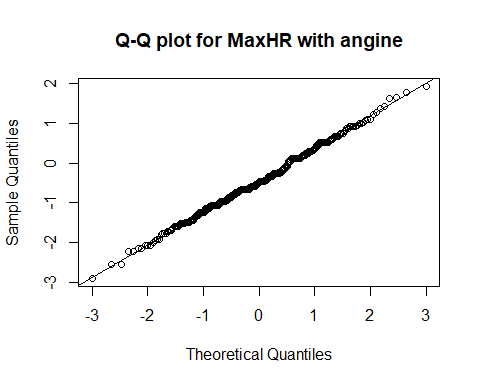 Q-Q plot for MaxHR with angine
Sample Quantiles
2
1
0
-1
-2
-3
-3 -2 -1 0 1 2 3
Theoretical Quantiles